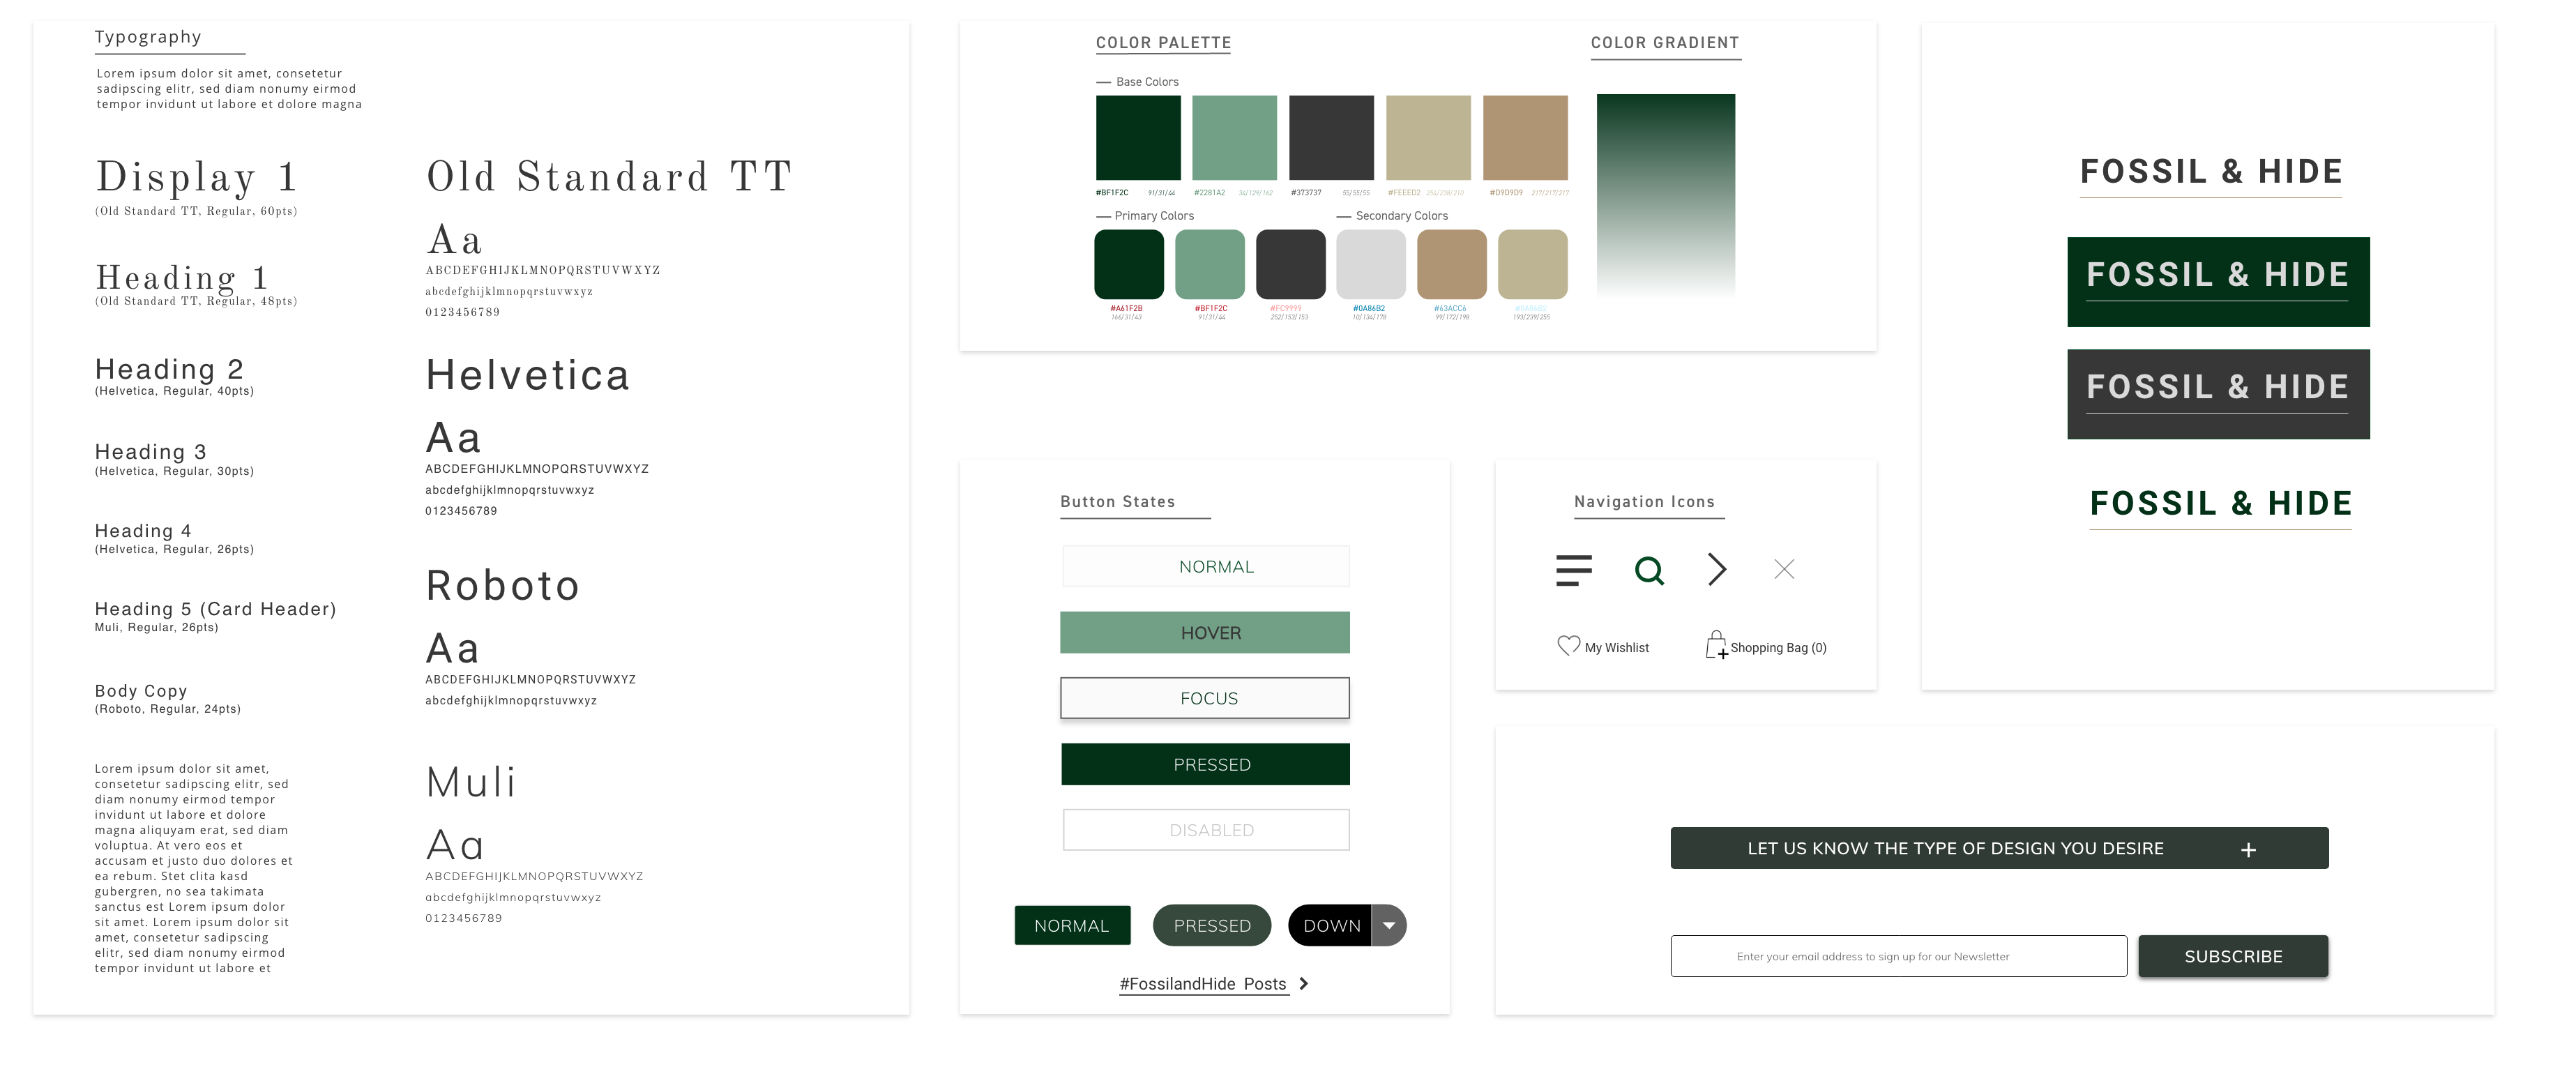 Typography
Lorem ipsum dolor sit amet, consetetur
sadipscing elitr, sed diam nonumy eirmod
tempor invidunt ut labore et dolore magna
Display 1
(Old Standard TT, Regular, 60pts)
Heading 1
(Old Standard TT, Regular, 48pts)
Heading 2
(Helvetica, Regular, 40pts)
Heading 3
(Helvetica, Regular, 30pts)
Heading 4
(Helvetica, Regular, 26pts)
Heading 5 (Card Header)
Muli, Regular, 26pts)
Body Copy
(Roboto, Regular, 24pts)
Lorem ipsum dolor sit amet,
consetetur sadipscing elitr, sed
diam nonumy eirmod tempor
invidunt ut labore et dolore
magna aliquyam erat, sed diam
voluptua. At vero eos et
accusam et justo duo dolores et
ea rebum. Stet clita kasd
gubergren, no sea takimata
sanctus est Lorem ipsum dolor
sit amet. Lorem ipsum dolor sit
amet, consetetur sadipscing
elitr, sed diam nonumy eirmod
tempor invidunt ut labore et
Old Standard TT
Aa
ABCDEFGHIJKLMNOPQRSTUVWXYZ
abcdefghijklmnopqrstuvwxyz
0123456789
Helvetica
Aa
ABCDEFGHIJKLMNOPQRSTUVWXYZ
abcdefghijklmnopqrstuvwxyz
0123456789
Roboto
Aa
ABCDEFGHIJKLMNOPQRSTUVWXYZ
abcdefghijklmnopqrstuvwxyz
Muli
Aa
ABCDEFGHIJKLMNOPQRSTUVWXYZ
abcdefghijklmnopqrstuvwxyz
0123456789
COLOR PALETTE
COLOR GRADIENT
Base Colors
#BF1F2C 91/31/44 #2281A2 34/129/162 #373737 55/55/55 #FEEED2 254/238/210 #D9D9D9 217/217/217
Primary Colors
Secondary Colors
#A61F2B #BF1F2C #FC9999 #0A86B2 #63ACC6
166/31/43 91/31/44 252/153/153 10/134/178 99/172/198 193/239/255
Button States
NORMAL
HOVER
FOCUS
PRESSED
DISABLED
NORMAL PRESSED DOWN
#FossilandHide Posts
Navigation Icons
My Wishlist
Shopping Bag (0)
FOSSIL & HIDE
FOSSIL & HIDE
FOSSIL & HIDE
FOSSIL & HIDE
LET US KNOW THE TYPE OF DESIGN YOU DESIRE +
Enter your email address to sign up for our Newsletter
SUBSCRIBE